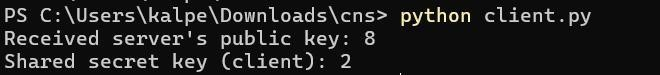 PS C:\Users\kalpe\Downloads\cns> python client.py
Received server's public key: 8
Shared secret key (client): 2